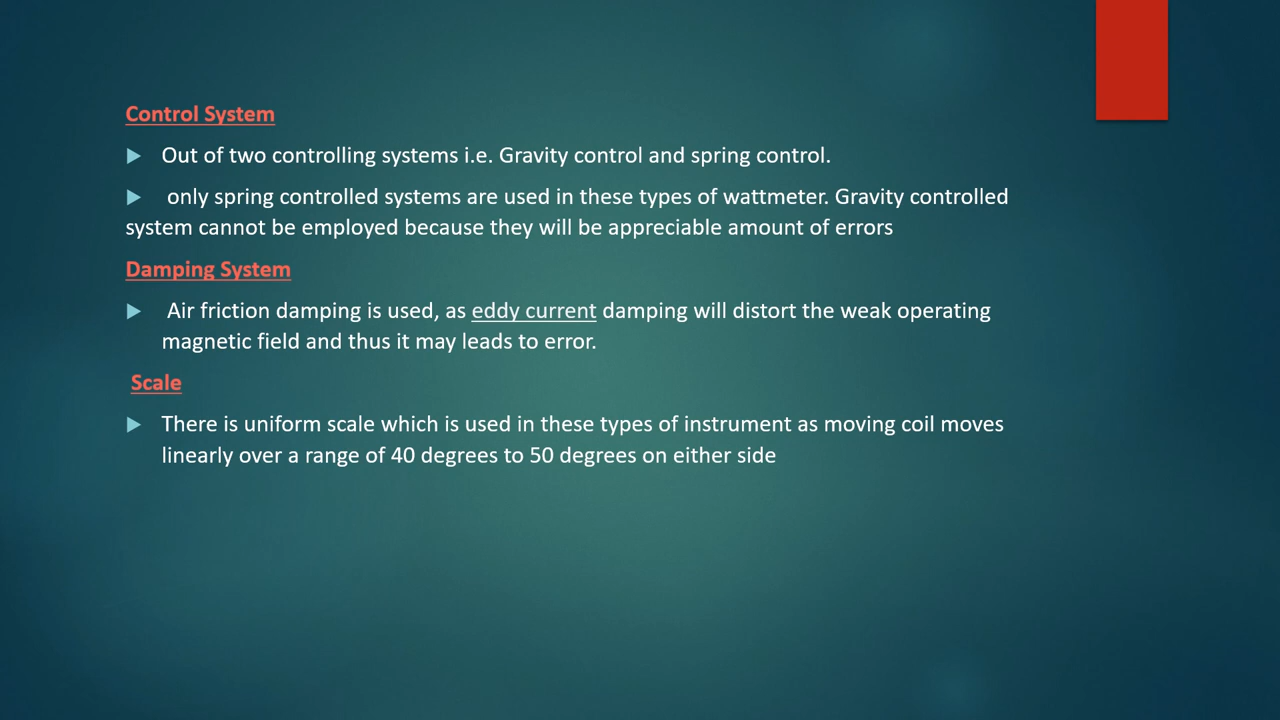 Control System
Out of two controlling systems i.e. Gravity control and spring control.
only spring controlled systems are used in these types of wattmeter. Gravity controlled
system cannot be employed because they will be appreciable amount of errors
Damping System
Air friction damping is used, as eddy current damping will distort the weak operating
magnetic field and thus it may leads to error.
Scale
There is uniform scale which is used in these types of instrument as moving coil moves
linearly over a range of 40 degrees to 50 degrees on either side